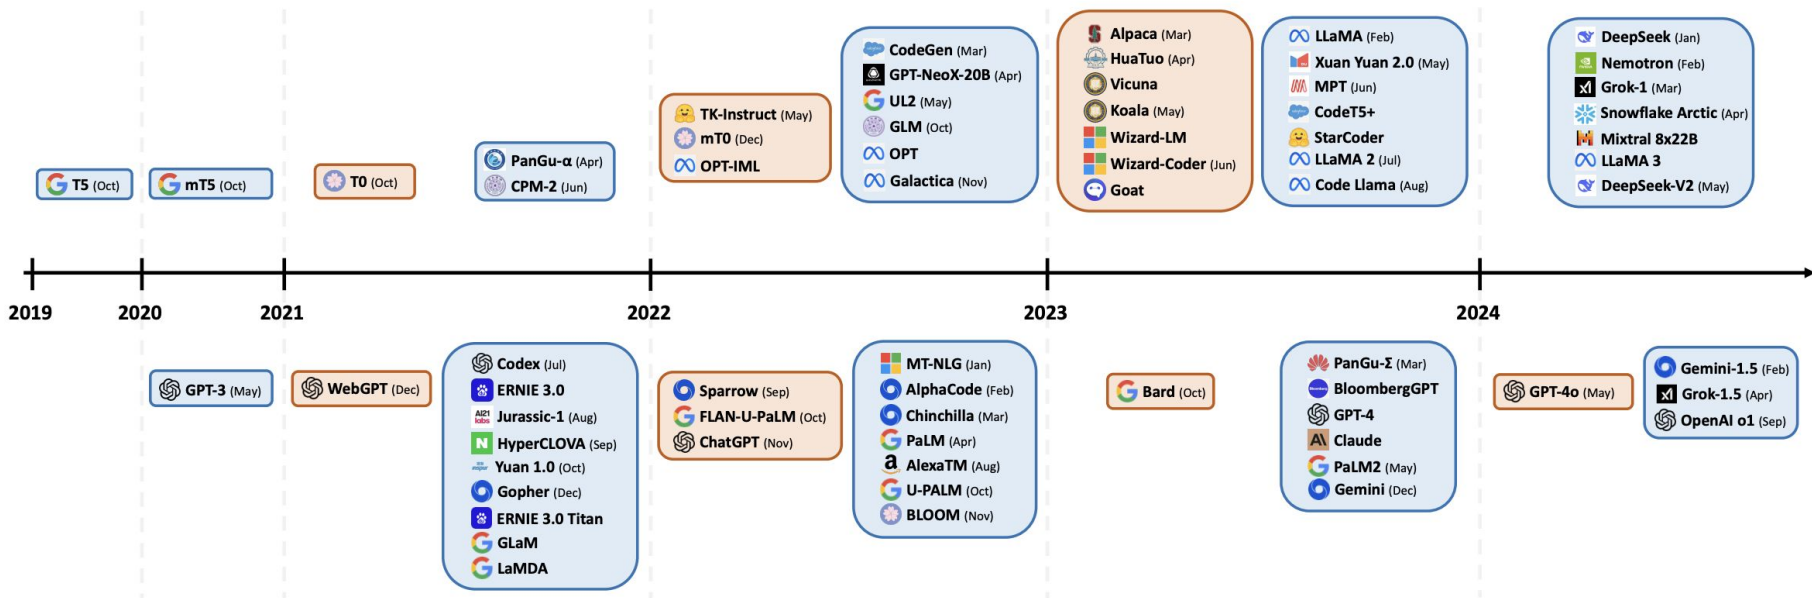 T5 (Oct)
mT5 (Oct)
T0 (Oct)
PanGu-α (Apr)
CPM-2 (Jun)
TK-Instruct (May)
mT0 (Dec)
OPT-IML
CodeGen (Mar)
GPT-NeoX-20B (Apr)
UL2 (May)
GLM (Oct)
OPT
Galactica (Nov)
Alpaca (Mar)
HuaTuo (Apr)
Vicuna
Koala (May)
Wizard-LM
Wizard-Coder (Jun)
Goat
LLaMA (Feb)
Xuan Yuan 2.0 (May)
MPT (Jun)
CodeT5+
StarCoder
LLaMA 2 (Jul)
Code Llama (Aug)
DeepSeek (Jan)
Nemotron (Feb)
Grok-1 (Mar)
Snowflake Arctic (Apr)
Mixtral 8x22B
LLaMA 3
DeepSeek-V2 (May)
2019
2020
2021
2022
2023
2024
GPT-3 (May)
WebGPT (Dec)
Codex (Jul)
ERNIE 3.0
AI21 labs
Jurassic-1 (Aug)
HyperCLOVA (Sep)
Yuan 1.0 (Oct)
Gopher (Dec)
ERNIE 3.0 Titan
GLaM
LaMDA
Sparrow (Sep)
FLAN-U-PaLM (Oct)
ChatGPT (Nov)
MT-NLG (Jan)
AlphaCode (Feb)
Chinchilla (Mar)
PaLM (Apr)
AlexaTM (Aug)
U-PALM (Oct)
BLOOM (Nov)
Bard (Oct)
PanGu-Σ (Mar)
BloombergGPT
GPT-4
Claude
PaLM2 (May)
Gemini (Dec)
GPT-4o (May)
Gemini-1.5 (Feb)
Grok-1.5 (Apr)
OpenAI o1 (Sep)